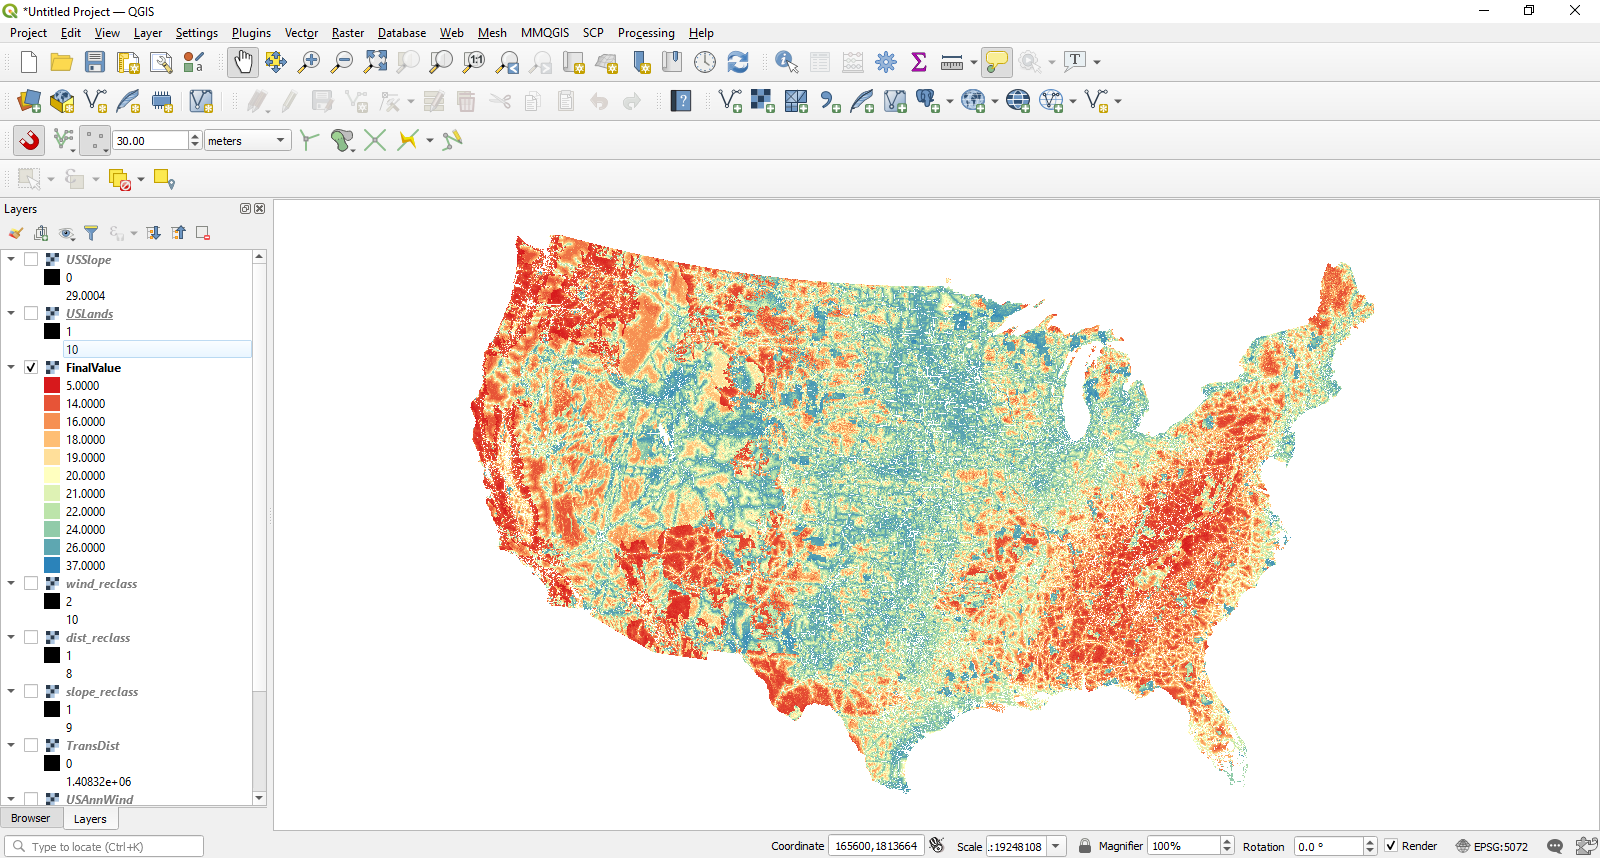 *Untitled Project — QGIS
Project Edit View Layer Settings Plugins Vector Raster Database Web Mesh MMQGIS SCP Processing Help
1:1
T
30.00 meters
Layers
USSlope
0
29.0004
USLands
1
10
FinalValue
5.0000
14.0000
16.0000
18.0000
19.0000
20.0000
21.0000
22.0000
24.0000
26.0000
37.0000
wind_reclass
2
10
dist_reclass
1
8
slope_reclass
1
9
TransDist
0
1.40832e+06
USAnnWind
Browser Layers
Type to locate (Ctrl+K)
Coordinate 165600,1813664 Scale .:19248108 Magnifier 100% Rotation 0.0 ° Render EPSG:5072